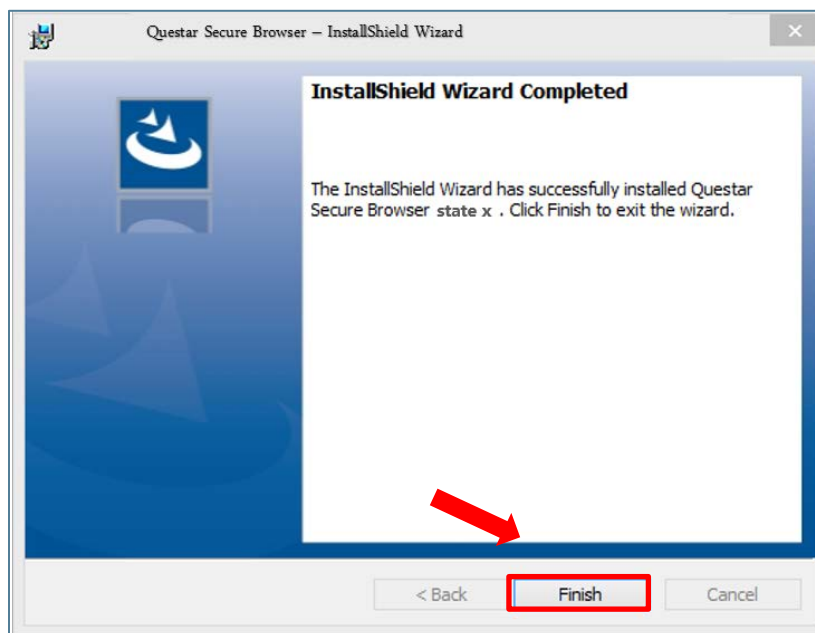 Questar Secure Browser – InstallShield Wizard
InstallShield Wizard Completed
The InstallShield Wizard has successfully installed Questar
Secure Browser state x . Click Finish to exit the wizard.
< Back
Finish
Cancel